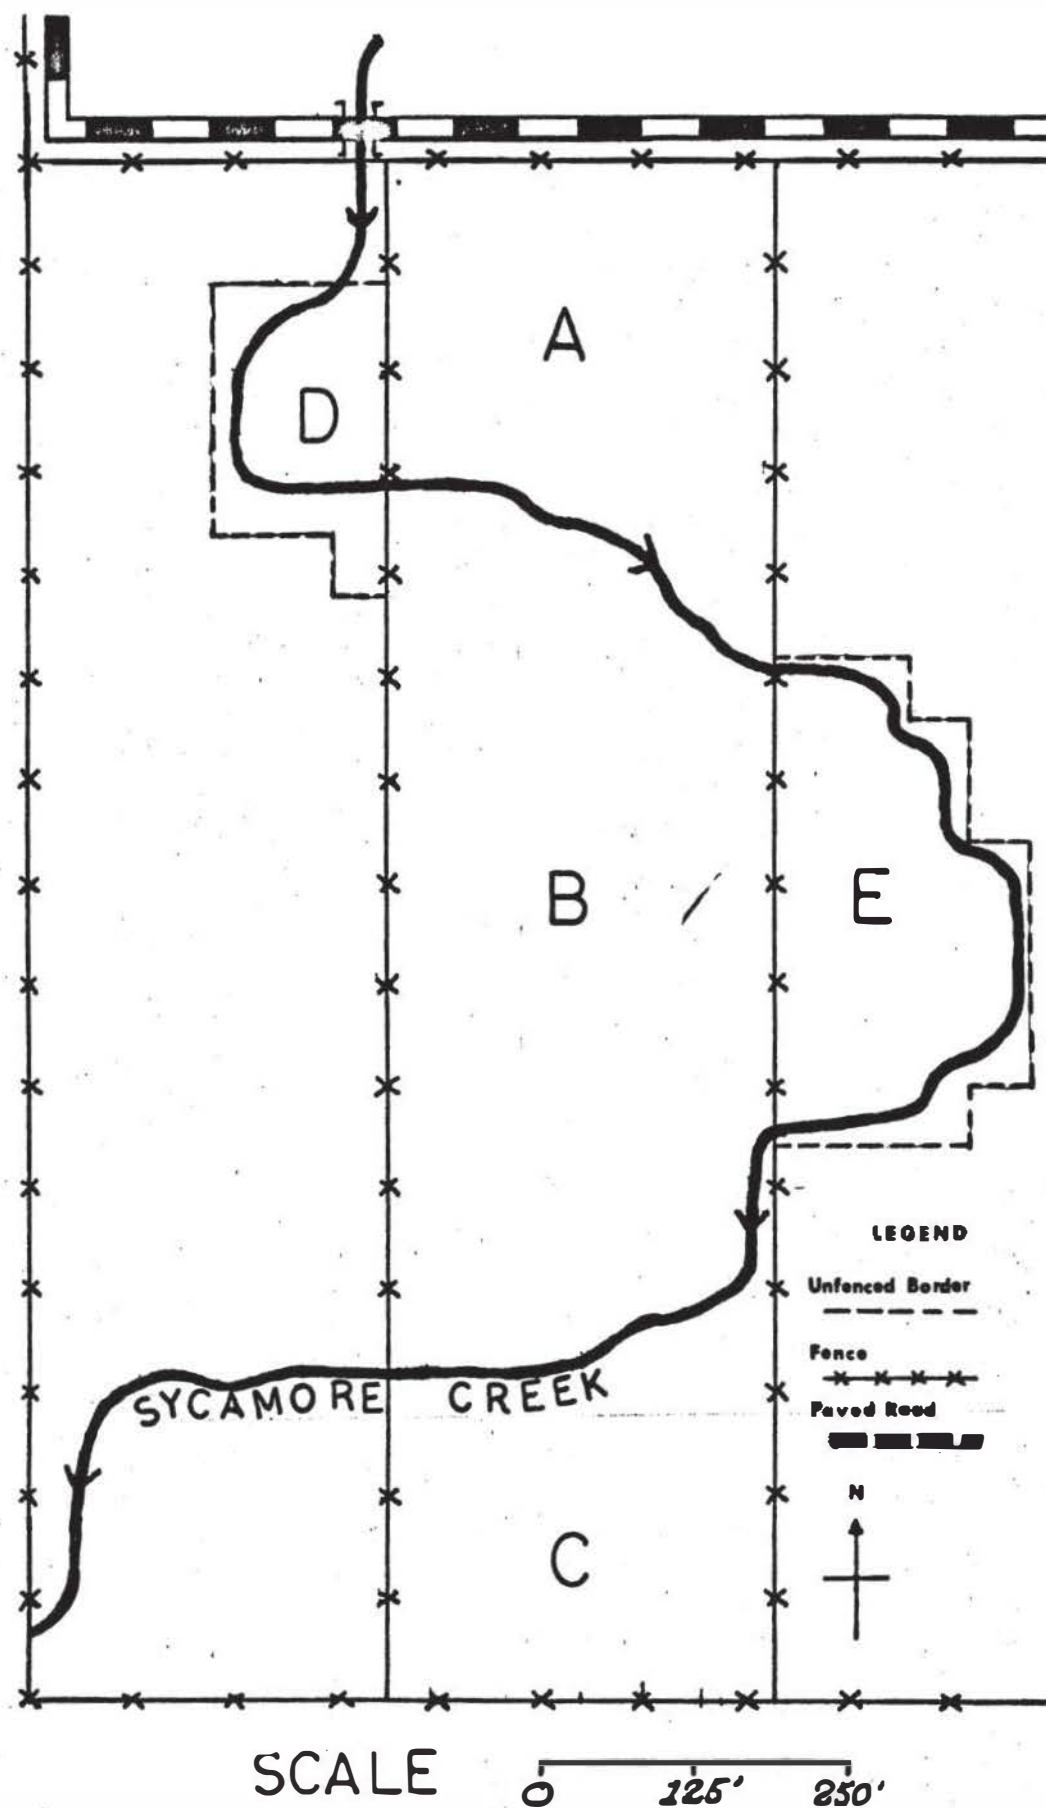 A
D
B
E
LEGEND
Unfenced Border
Fence
Paved Road
SYCAMORE CREEK
N
C
SCALE 0 125' 250'